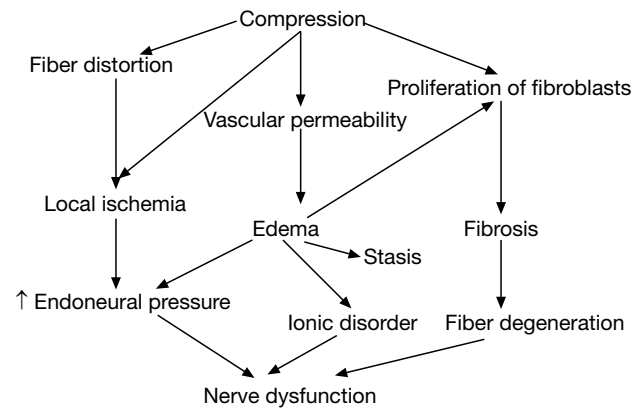 Compression
Fiber distortion
Proliferation of fibroblasts
Vascular permeability
Local ischemia
Edema
Fibrosis
Stasis
↑ Endoneural pressure
Ionic disorder
Fiber degeneration
Nerve dysfunction